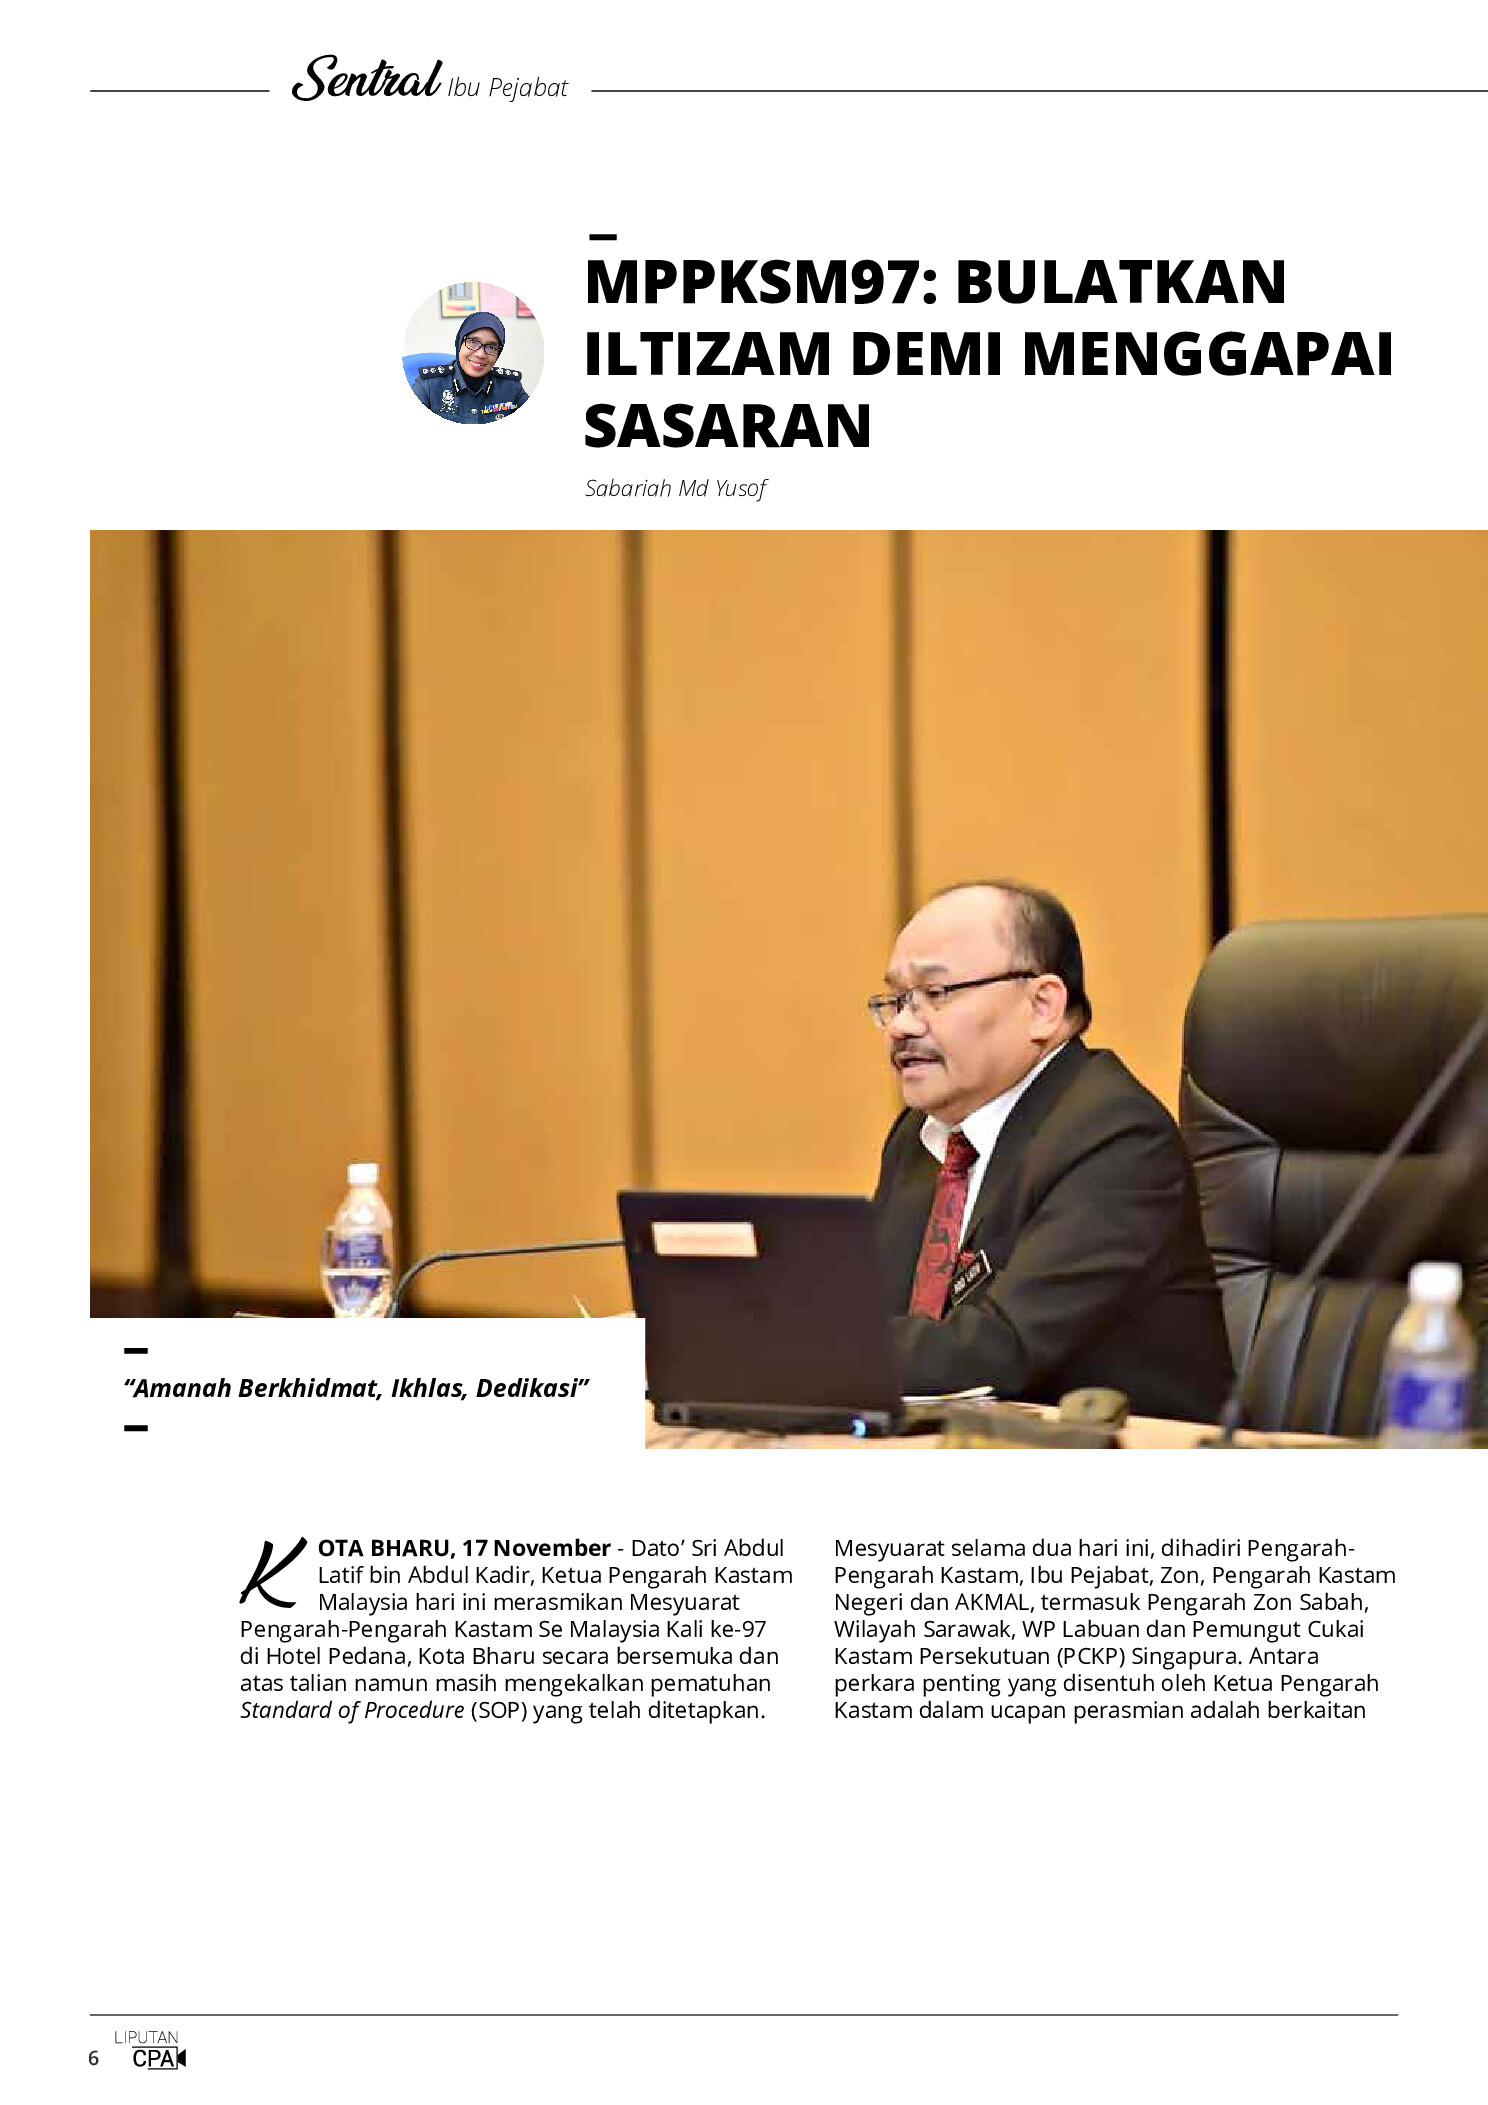 Sentral Ibu Pejabat
MPPKSM97: BULATKAN
ILTIZAM DEMI MENGGAPAI
SASARAN
Sabariah Md Yusof
“Amanah Berkhidmat, Ikhlas, Dedikasi”
KOTA BHARU, 17 November - Dato’ Sri Abdul
Latif bin Abdul Kadir, Ketua Pengarah Kastam
Malaysia hari ini merasmikan Mesyuarat
Pengarah-Pengarah Kastam Se Malaysia Kali ke-97
di Hotel Pedana, Kota Bharu secara bersemuka dan
atas talian namun masih mengekalkan pematuhan
Standard of Procedure (SOP) yang telah ditetapkan.
Mesyuarat selama dua hari ini, dihadiri Pengarah-
Pengarah Kastam, Ibu Pejabat, Zon, Pengarah Kastam
Negeri dan AKMAL, termasuk Pengarah Zon Sabah,
Wilayah Sarawak, WP Labuan dan Pemungut Cukai
Kastam Persekutuan (PCKP) Singapura. Antara
perkara penting yang disentuh oleh Ketua Pengarah
Kastam dalam ucapan perasmian adalah berkaitan
6
LIPUTAN
CPA